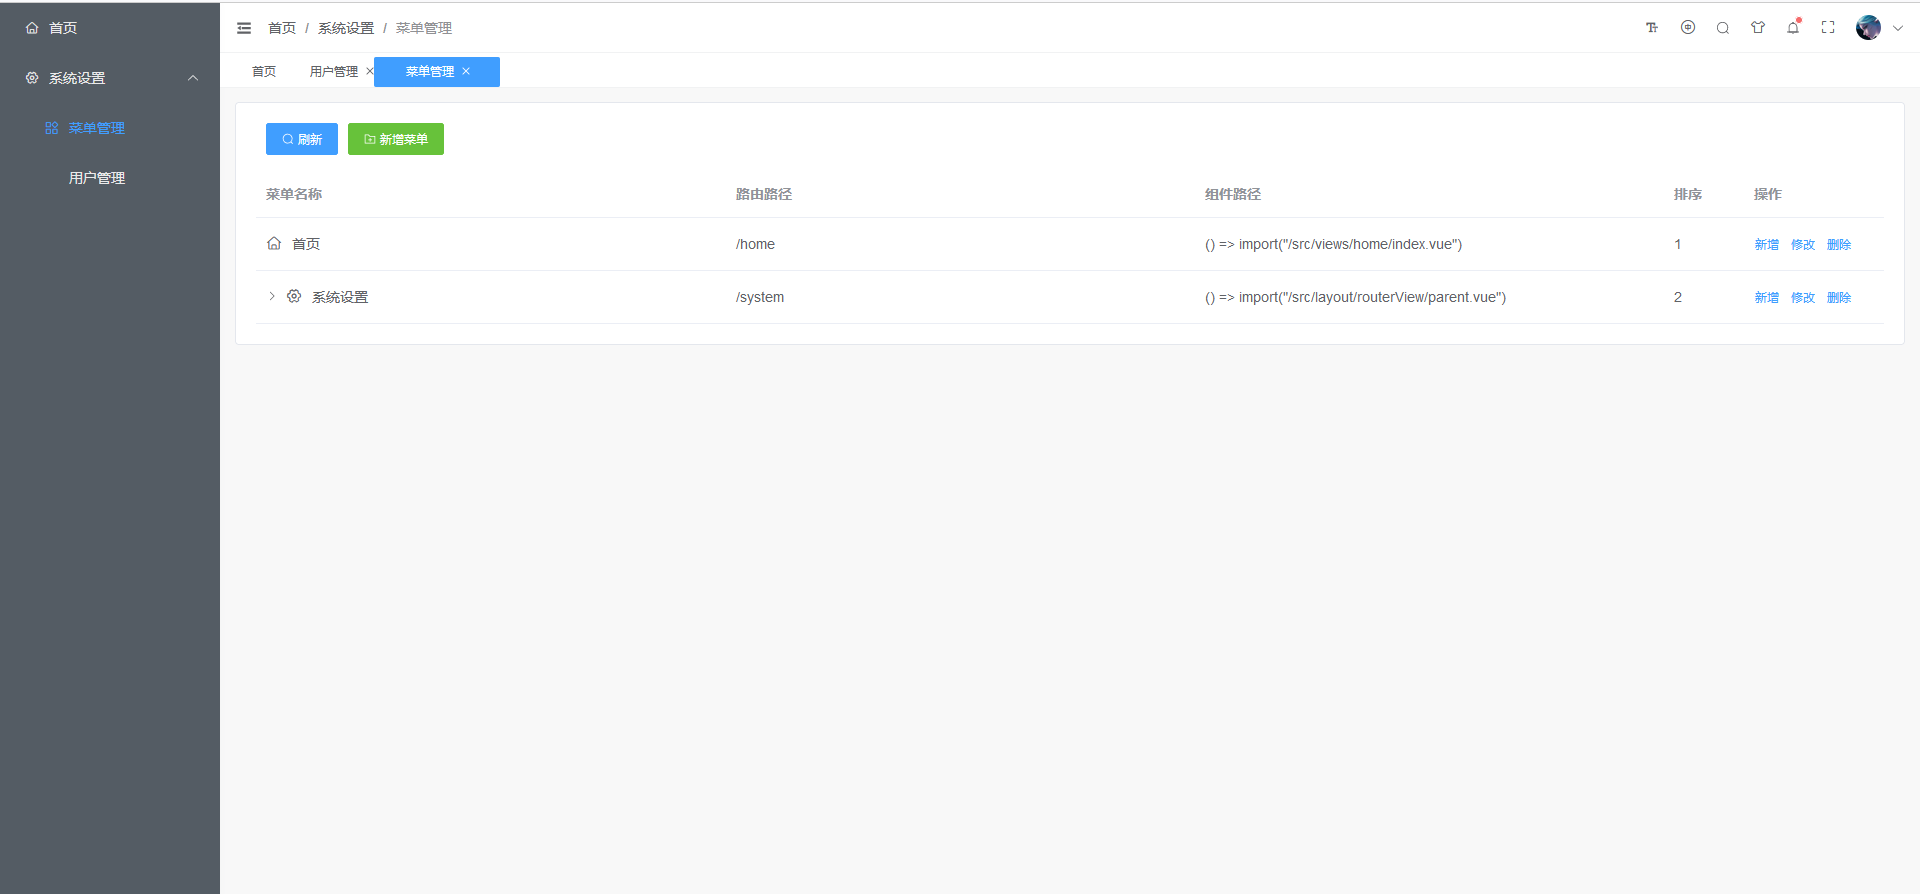 首页
系统设置
菜单管理
用户管理
首页 / 系统设置 / 菜单管理
首页 用户管理 菜单管理
刷新 新增菜单
菜单名称 路由路径 组件路径 排序 操作
首页 /home () => import("/src/views/home/index.vue") 1 新增 修改 删除
系统设置 /system () => import("/src/layout/routerView/parent.vue") 2 新增 修改 删除